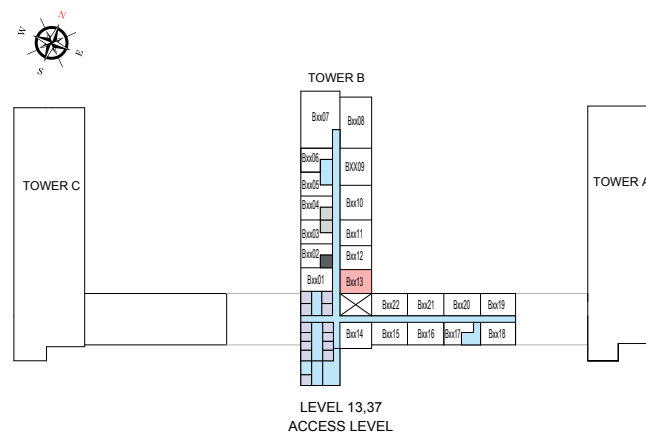 N
W
E
S
TOWER B
Bxx07
Bxx08
Bxx06
BXX09
Bxx05
Bxx04
Bxx10
Bxx03
Bxx11
Bxx02
Bxx12
Bxx01
Bxx13
TOWER C
TOWER A
Bxx22
Bxx21
Bxx20
Bxx19
Bxx14
Bxx15
Bxx16
Bxx17
Bxx18
LEVEL 13,37
ACCESS LEVEL